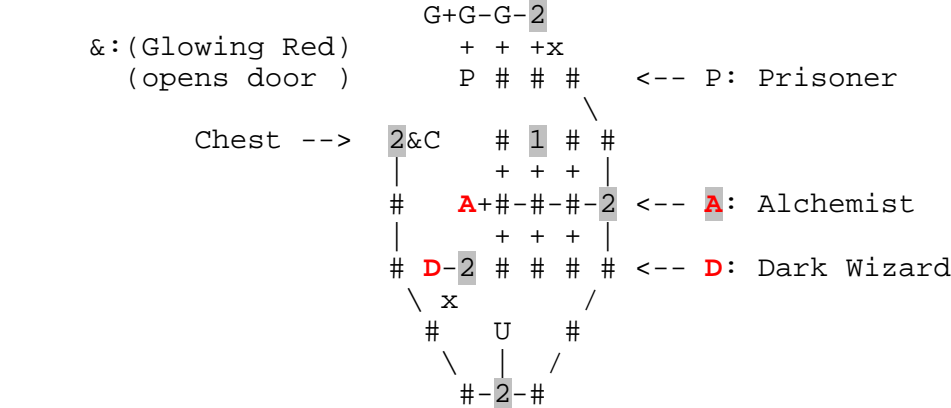 G+G-G-2
&:(Glowing Red)     + + +x
  (opens door )     P # # #   <-- P: Prisoner
                           \
     Chest -->  2&C   # 1 # #
                |     + + + |
                #   A+#-#-#-2 <-- A: Alchemist
                |     + + + |
                # D-2 # # # # <-- D: Dark Wizard
                 \ x       /
                  #   U   #
                   \  |  /
                    #-2-#